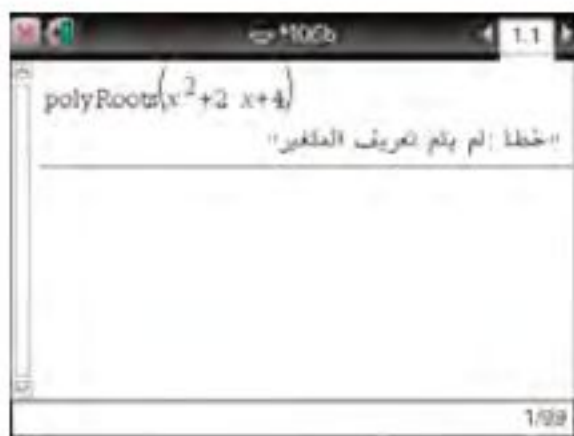 1.1
polyRoots(x²+2 x+4)
"خطأ: لم يتم تعريف المتغير"
1/99